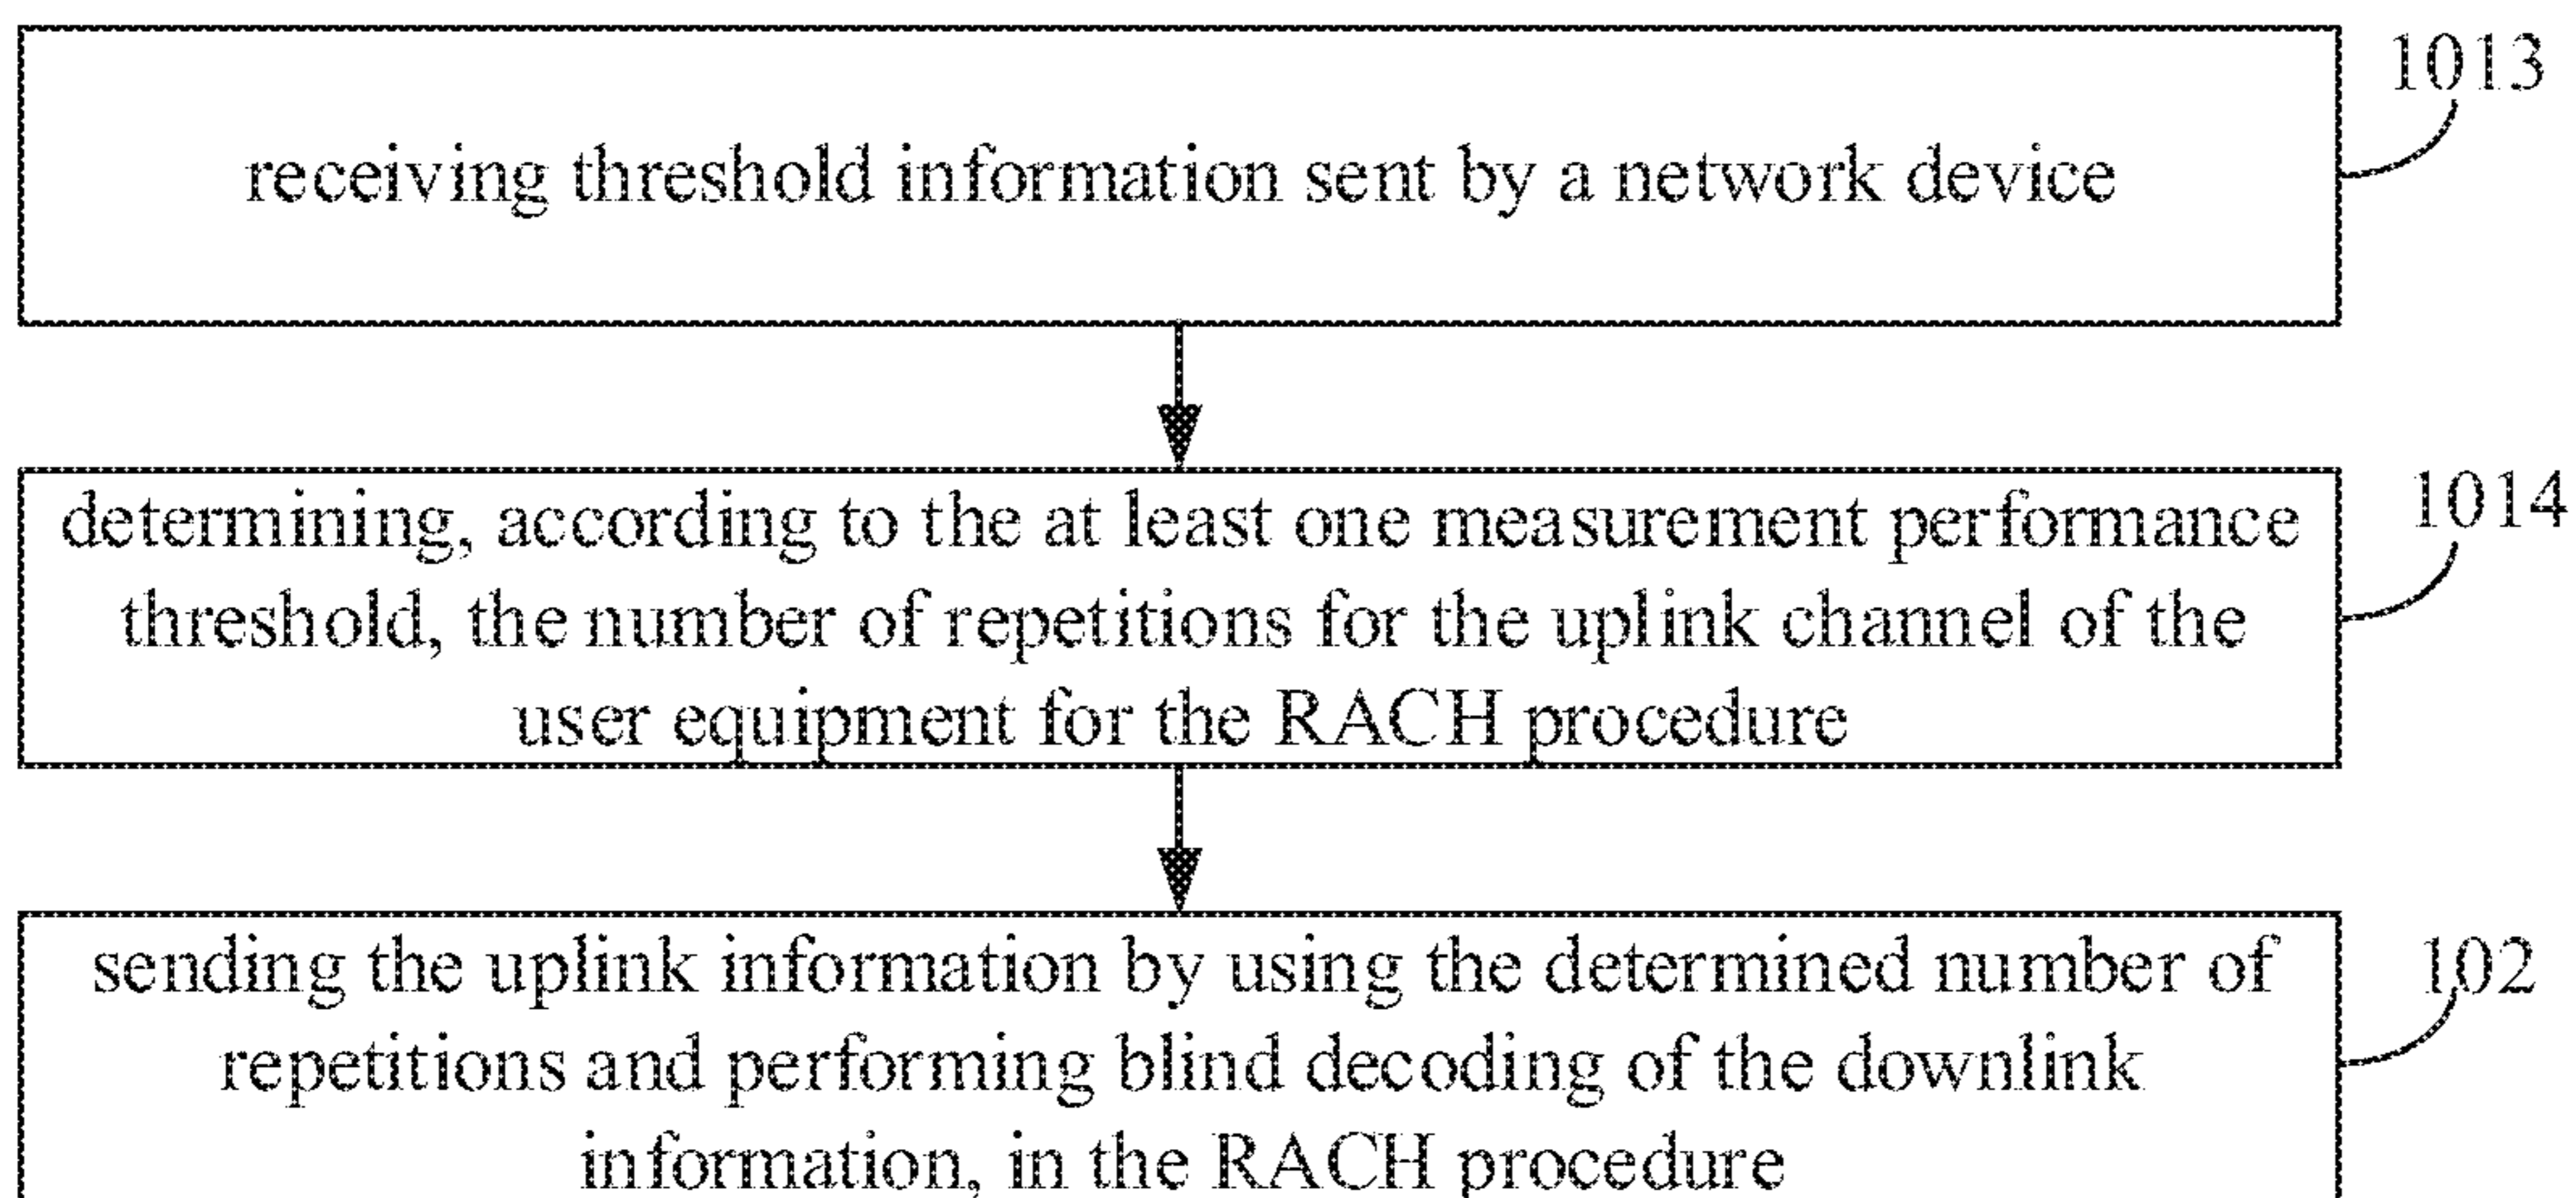 1013
receiving threshold information sent by a network device
determining, according to the at least one measurement performance
1014
threshold, the number of repetitions for the uplink channel of the
user equipment for the RACH procedure
sending the uplink information by using the determined number of
102
repetitions and performing blind decoding of the downlink
information, in the RACH procedure